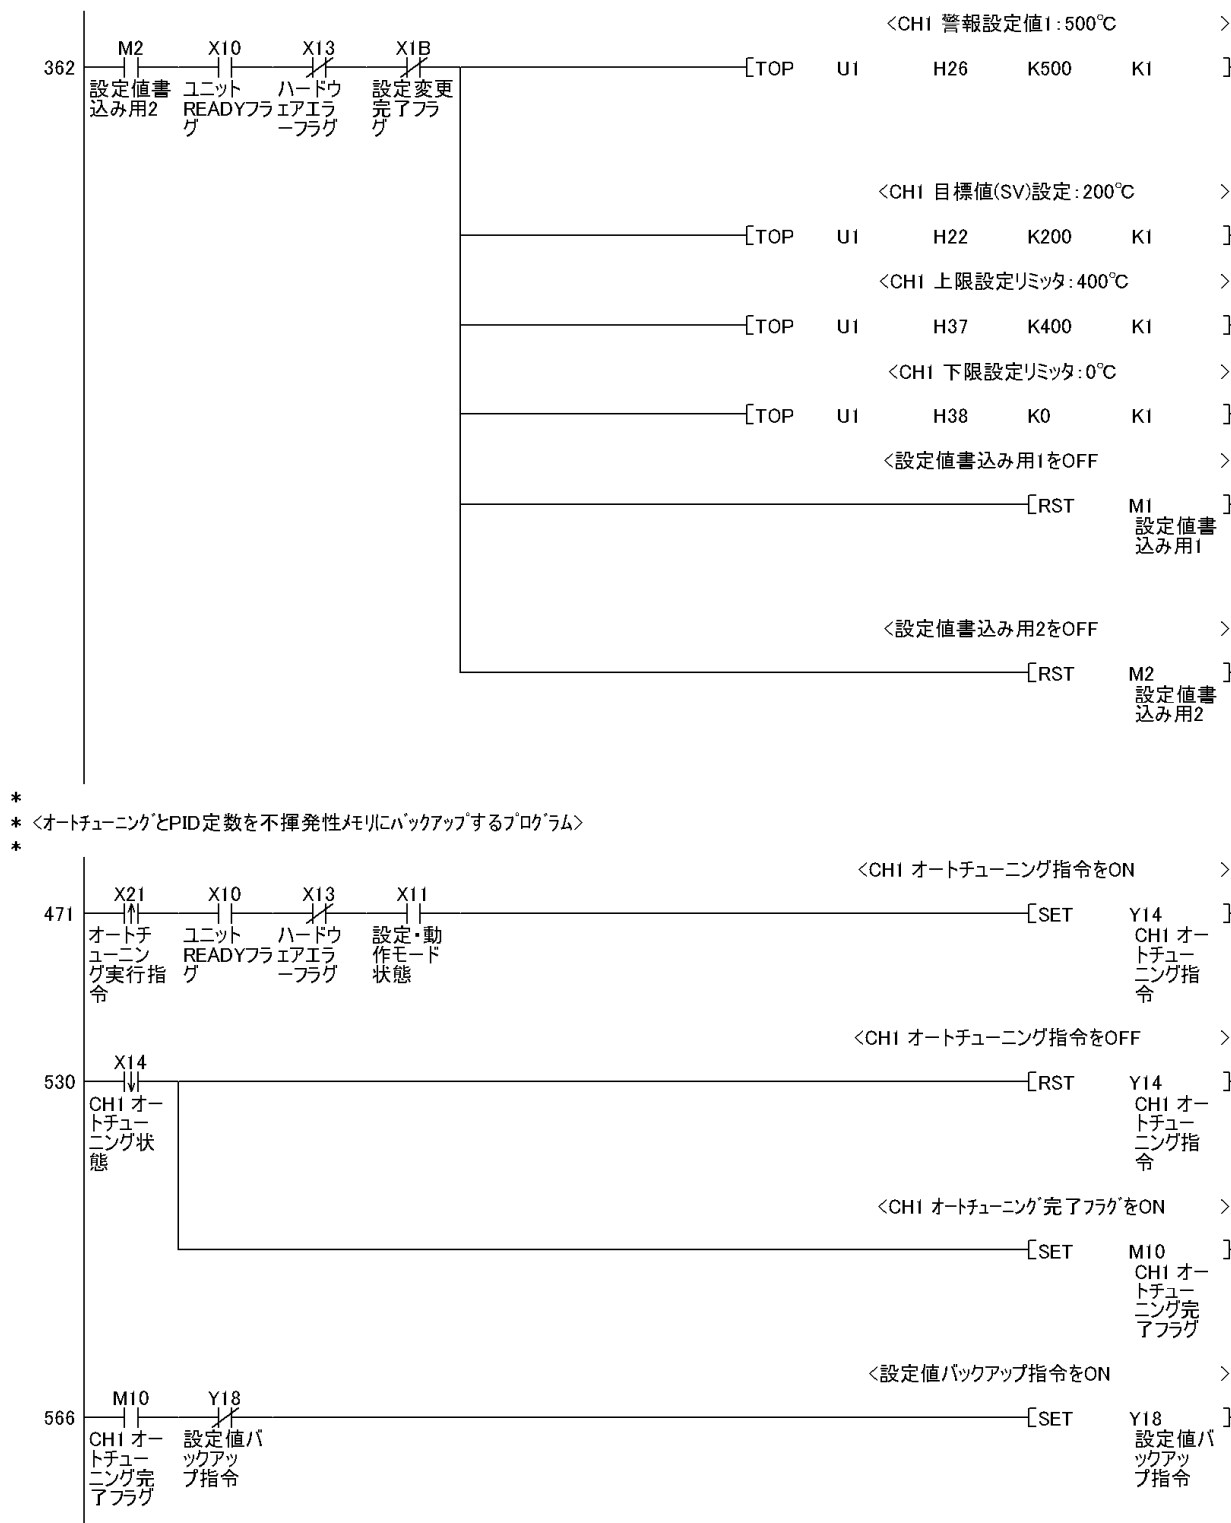 <CH1 警報設定値1:500℃ >
M2 X10 X13 X1B
362 [TOP U1 H26 K500 K1 ]
設定値書 ユニット ハードウ 設定変更
込み用2 READYフラ ェアエラ 完了フラ
グ ーフラグ グ
<CH1 目標値(SV)設定:200℃ >
[TOP U1 H22 K200 K1 ]
<CH1 上限設定リミッタ:400℃ >
[TOP U1 H37 K400 K1 ]
<CH1 下限設定リミッタ:0℃ >
[TOP U1 H38 K0 K1 ]
<設定値書込み用1をOFF >
[RST M1 ]
設定値書
込み用1
<設定値書込み用2をOFF >
[RST M2 ]
設定値書
込み用2
*
* <オートチューニングとPID定数を不揮発性メモリにバックアップするプログラム>
*
<CH1 オートチューニング指令をON >
X21 X10 X13 X11
471 [SET Y14 ]
オートチ ユニット ハードウ 設定・動 CH1 オー
ューニン READYフラ ェアエラ 作モード トチュー
グ実行指 グ ーフラグ 状態 ニング指
令 令
<CH1 オートチューニング指令をOFF >
X14
530 [RST Y14 ]
CH1 オー CH1 オー
トチュー トチュー
ニング状 ニング指
態 令
<CH1 オートチューニング完了フラグをON >
[SET M10 ]
CH1 オー
トチュー
ニング完
了フラグ
<設定値バックアップ指令をON >
M10 Y18
566 [SET Y18 ]
CH1 オー 設定値バ 設定値バ
トチュー ックアッ ックアッ
ニング完 プ指令 プ指令
了フラグ